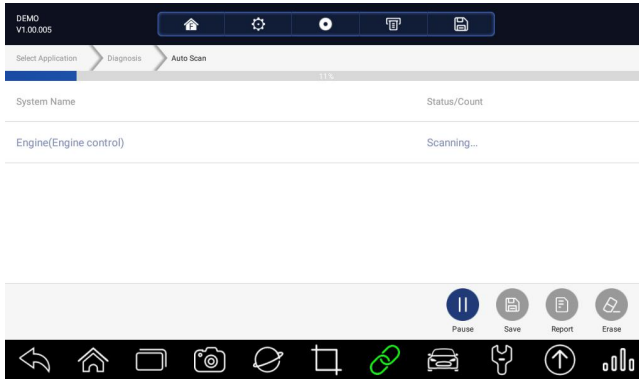 DEMO
V1.00.005
F
Select Application
Diagnosis
Auto Scan
11%
System Name
Status/Count
Engine(Engine control)
Scanning...
Pause
Save
Report
Erase